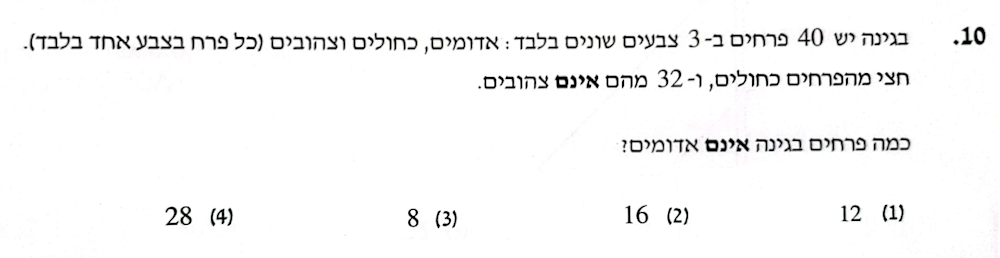 10. בגינה יש 40 פרחים ב-3 צבעים שונים בלבד: אדומים, כחולים וצהובים (כל פרח בצבע אחד בלבד).
חצי מהפרחים כחולים, ו-32 מהם אינם צהובים.
כמה פרחים בגינה אינם אדומים?
(1) 12 (2) 16 (3) 8 (4) 28